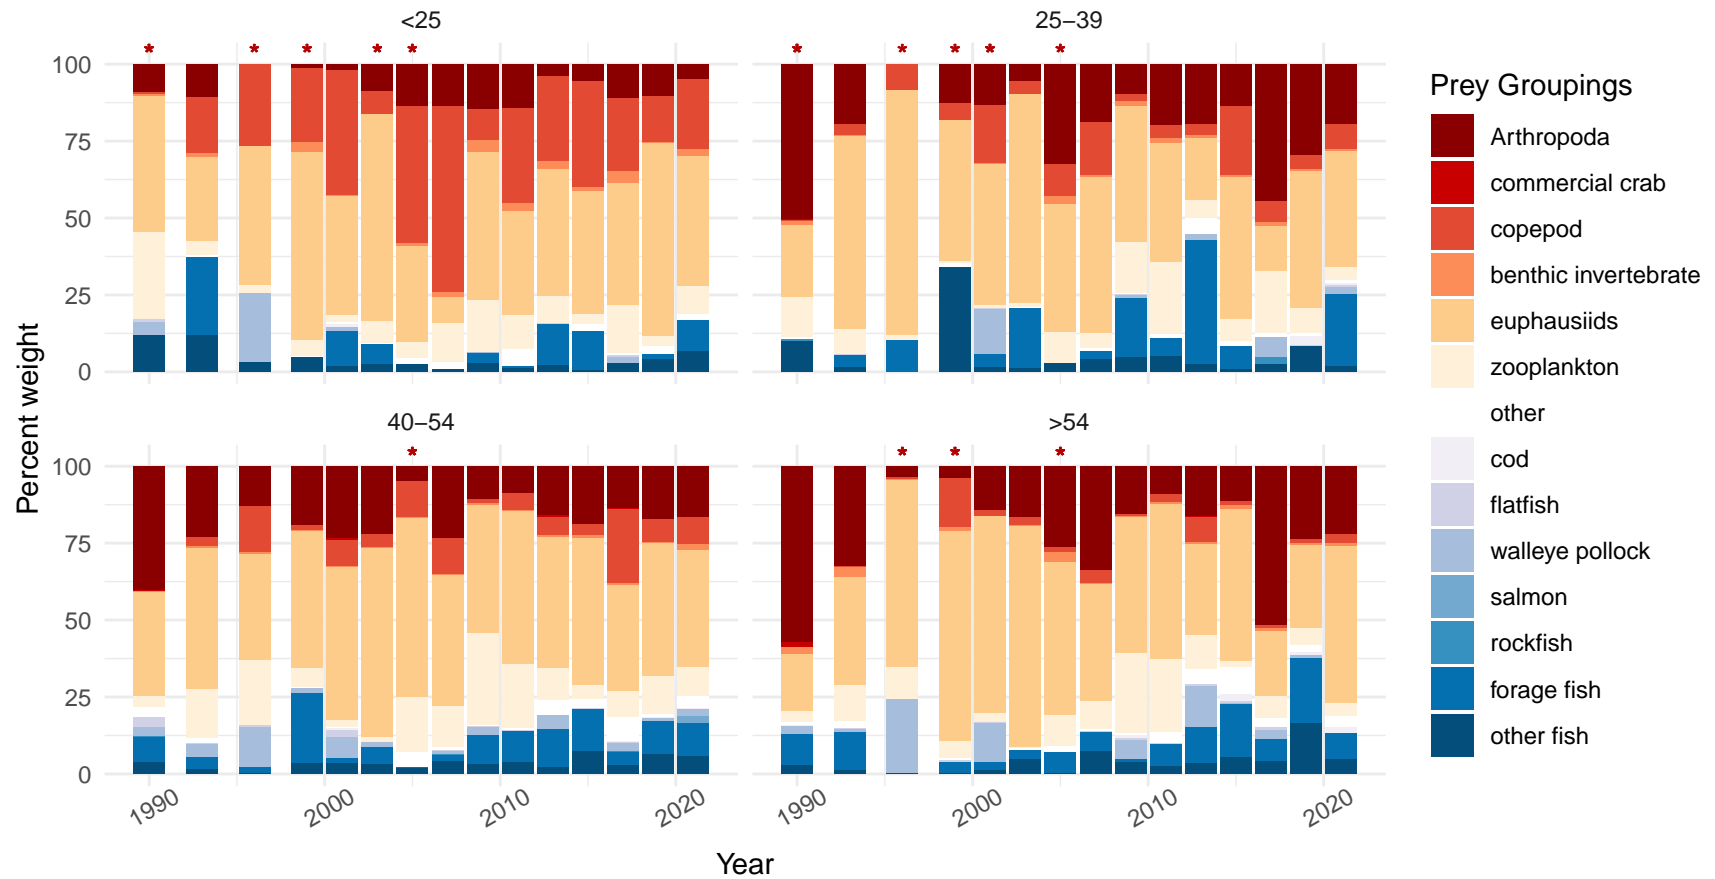 <25
25−39
* * * * *
* * * * *
100
75
50
25
0
Percent weight
40−54
>54
*
* * *
100
75
50
25
0
1990
2000
2010
2020
1990
2000
2010
2020
Year
Prey Groupings
Arthropoda
commercial crab
copepod
benthic invertebrate
euphausiids
zooplankton
other
cod
flatfish
walleye pollock
salmon
rockfish
forage fish
other fish